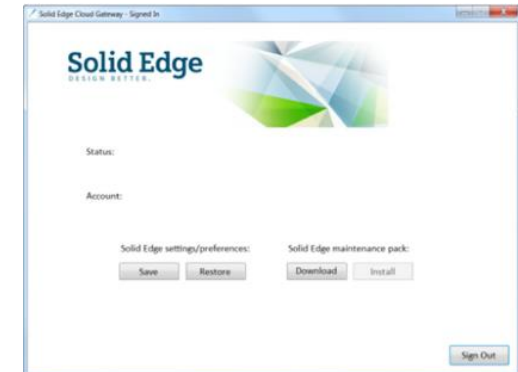 Solid Edge Cloud Gateway - Signed In
Solid Edge
DESIGN BETTER.
Status:
Account:
Solid Edge settings/preferences: Solid Edge maintenance pack:
Save Restore Download Install
Sign Out